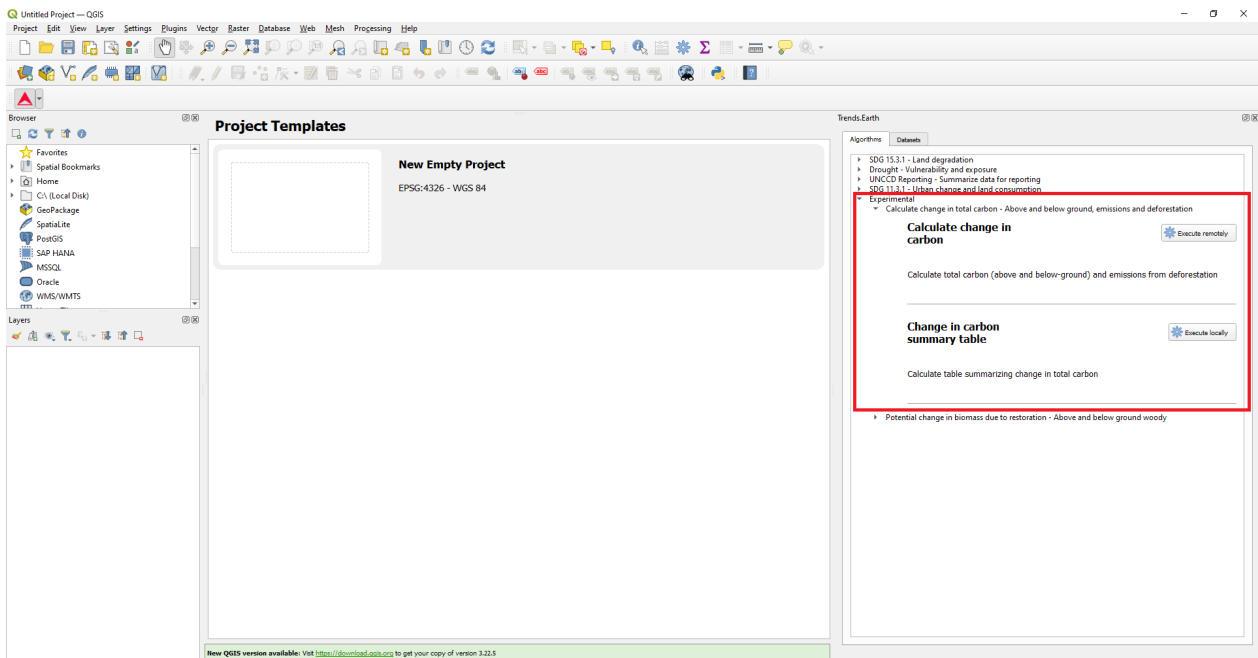 Untitled Project — QGIS
Project Edit View Layer Settings Plugins Vector Raster Database Web Mesh Processing Help
Browser
Favorites
Spatial Bookmarks
Home
C:\ (Local Disk)
GeoPackage
SpatiaLite
PostGIS
SAP HANA
MSSQL
Oracle
WMS/WMTS
Layers
Project Templates
New Empty Project
EPSG:4326 - WGS 84
New QGIS version available: Visit https://download.qgis.org to get your copy of version 3.22.5
Trends.Earth
Algorithms Datasets
SDG 15.3.1 - Land degradation
Drought - Vulnerability and exposure
UNCCD Reporting - Summarize data for reporting
SDG 11.3.1 - Urban change and land consumption
Experimental
Calculate change in total carbon - Above and below ground, emissions and deforestation
Calculate change in
carbon
Execute remotely
Calculate total carbon (above and below-ground) and emissions from deforestation
Change in carbon
summary table
Execute locally
Calculate table summarizing change in total carbon
Potential change in biomass due to restoration - Above and below ground woody